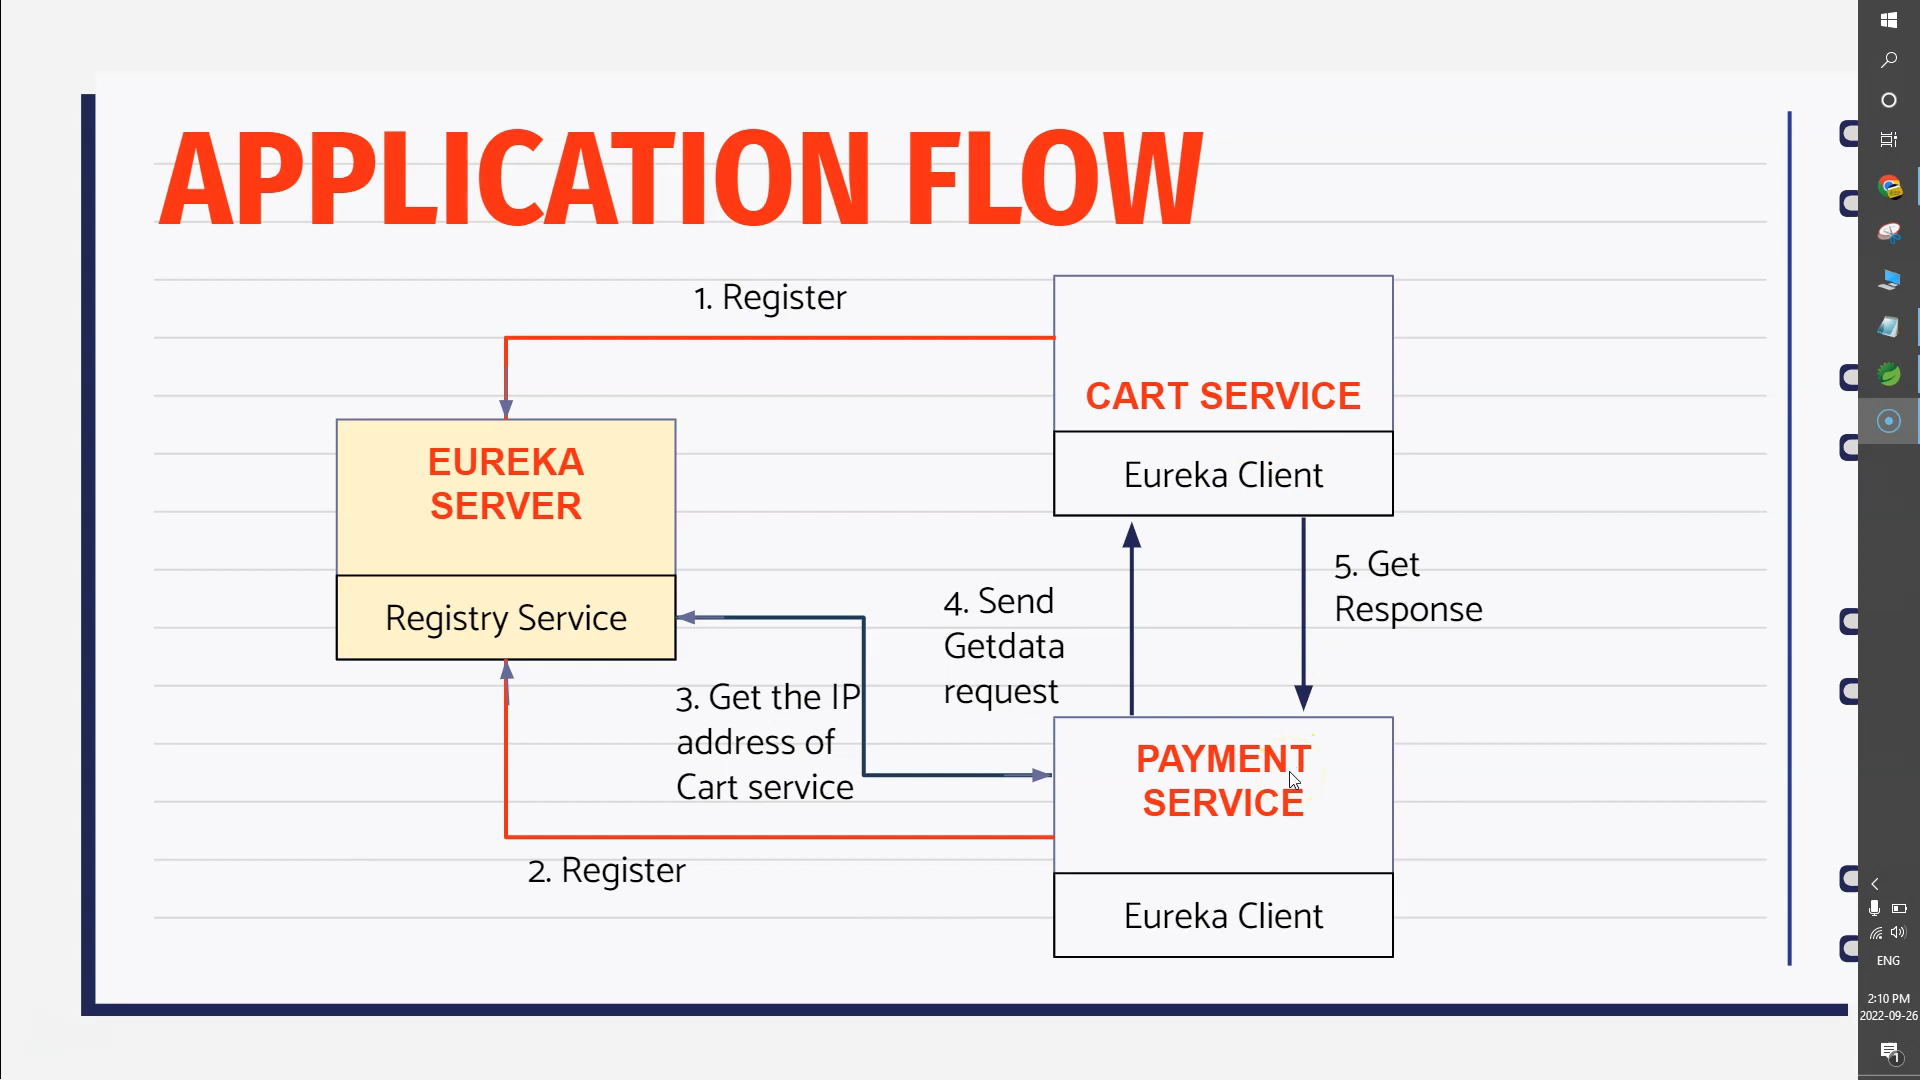 APPLICATION FLOW
1. Register
CART SERVICE
Eureka Client
EUREKA
SERVER
Registry Service
5. Get
Response
4. Send
Getdata
request
3. Get the IP
address of
Cart service
PAYMENT
SERVICE
2. Register
Eureka Client
ENG
2:10 PM
2022-09-26
1